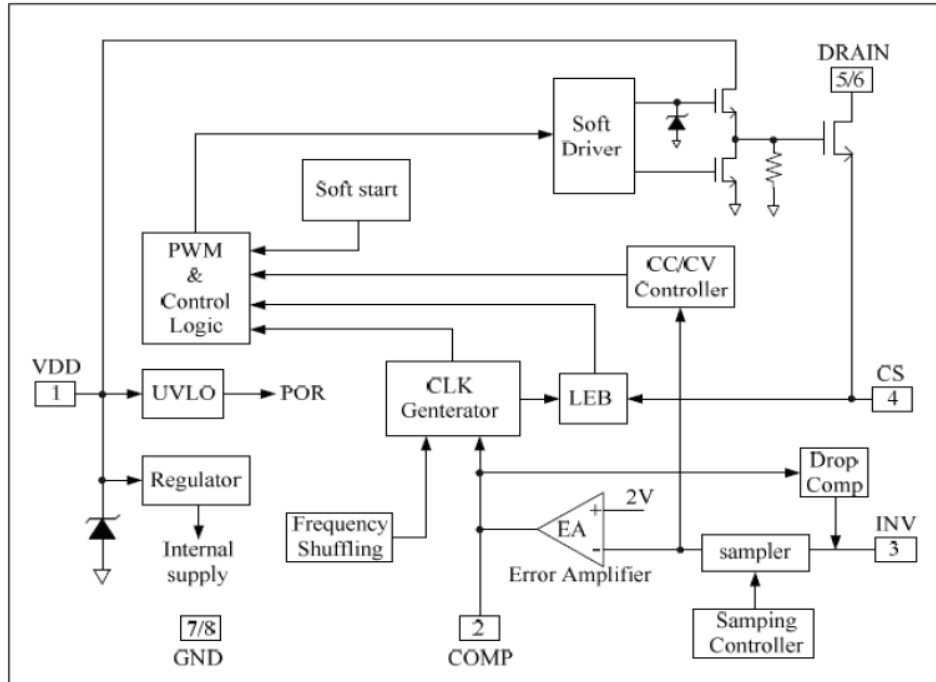 DRAIN
5/6
Soft
Driver
Soft start
PWM
&
Control
Logic
CC/CV
Controller
VDD
1
UVLO
POR
CLK
Genterator
LEB
CS
4
Regulator
Drop
Comp
2V
+
EA
-
Frequency
Shuffling
Internal
supply
Error Amplifier
sampler
INV
3
7/8
GND
2
COMP
Samping
Controller